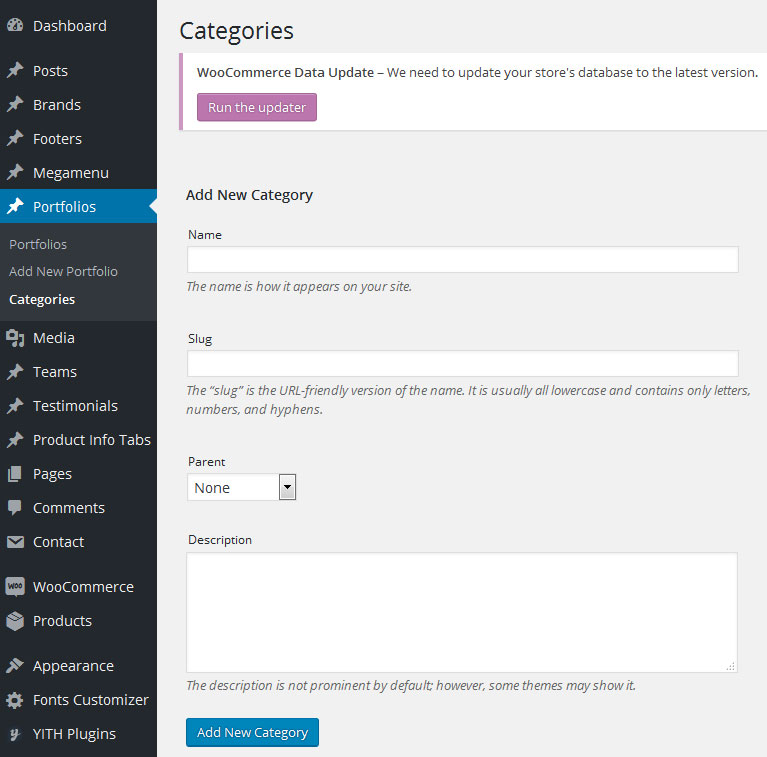 Dashboard
Posts
Brands
Footers
Megamenu
Portfolios
Portfolios
Add New Portfolio
Categories
Media
Teams
Testimonials
Product Info Tabs
Pages
Comments
Contact
WOO
WooCommerce
Products
Appearance
Fonts Customizer
YITH Plugins
Categories
WooCommerce Data Update – We need to update your store's database to the latest version.
Run the updater
Add New Category
Name
The name is how it appears on your site.
Slug
The “slug” is the URL-friendly version of the name. It is usually all lowercase and contains only letters,
numbers, and hyphens.
Parent
None
Description
The description is not prominent by default; however, some themes may show it.
Add New Category